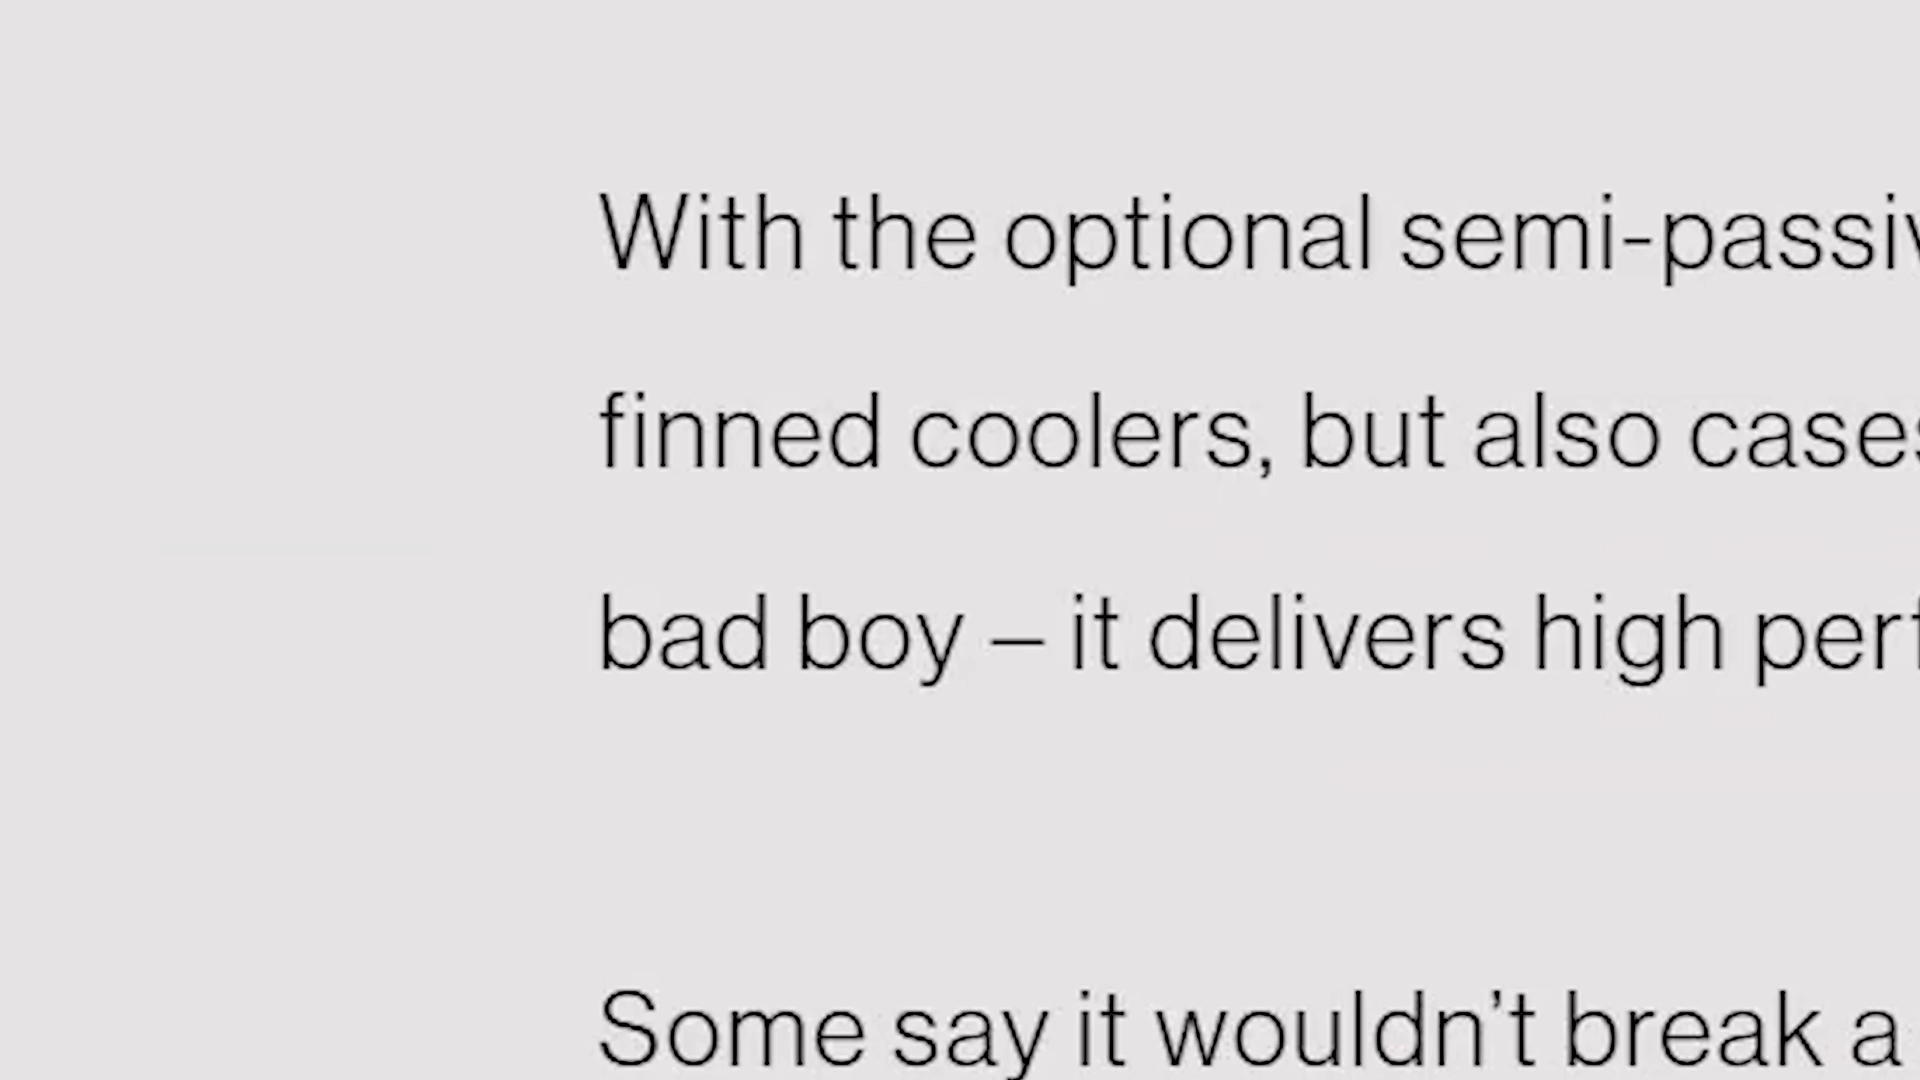 With the optional semi-passiv
finned coolers, but also cases
bad boy – it delivers high perf
Some say it wouldn’t break a